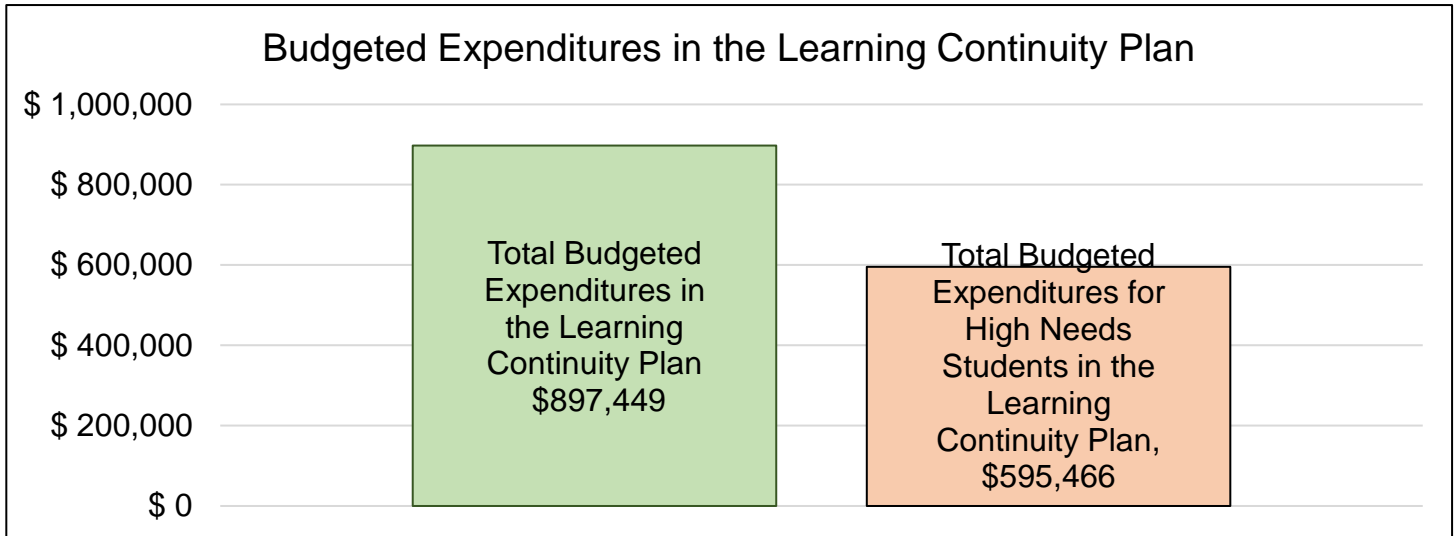 Budgeted Expenditures in the Learning Continuity Plan
$ 1,000,000
$ 800,000
$ 600,000
$ 400,000
$ 200,000
$ 0
Total Budgeted
Expenditures in
the Learning
Continuity Plan
$897,449
Total Budgeted
Expenditures for
High Needs
Students in the
Learning
Continuity Plan,
$595,466